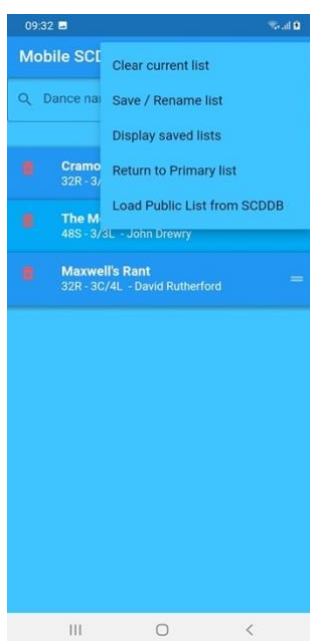 09:32
Mobile SCD
Clear current list
Dance na
Save / Rename list
Display saved lists
Cramo
32R - 3/
Return to Primary list
Load Public List from SCDDB
The M
48S - 3/3L - John Drewry
Maxwell's Rant
32R - 3C/4L - David Rutherford